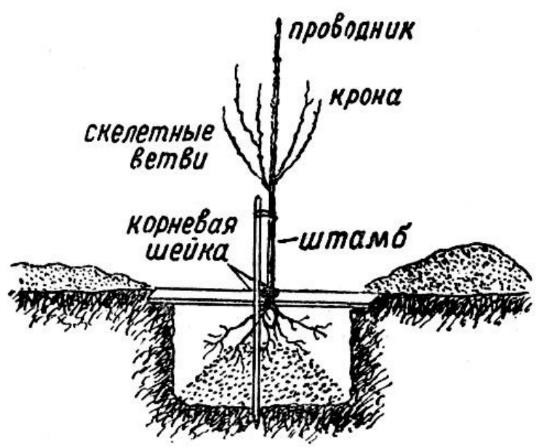 проводник
крона
скелетные
ветви
корневая
шейка
штамб